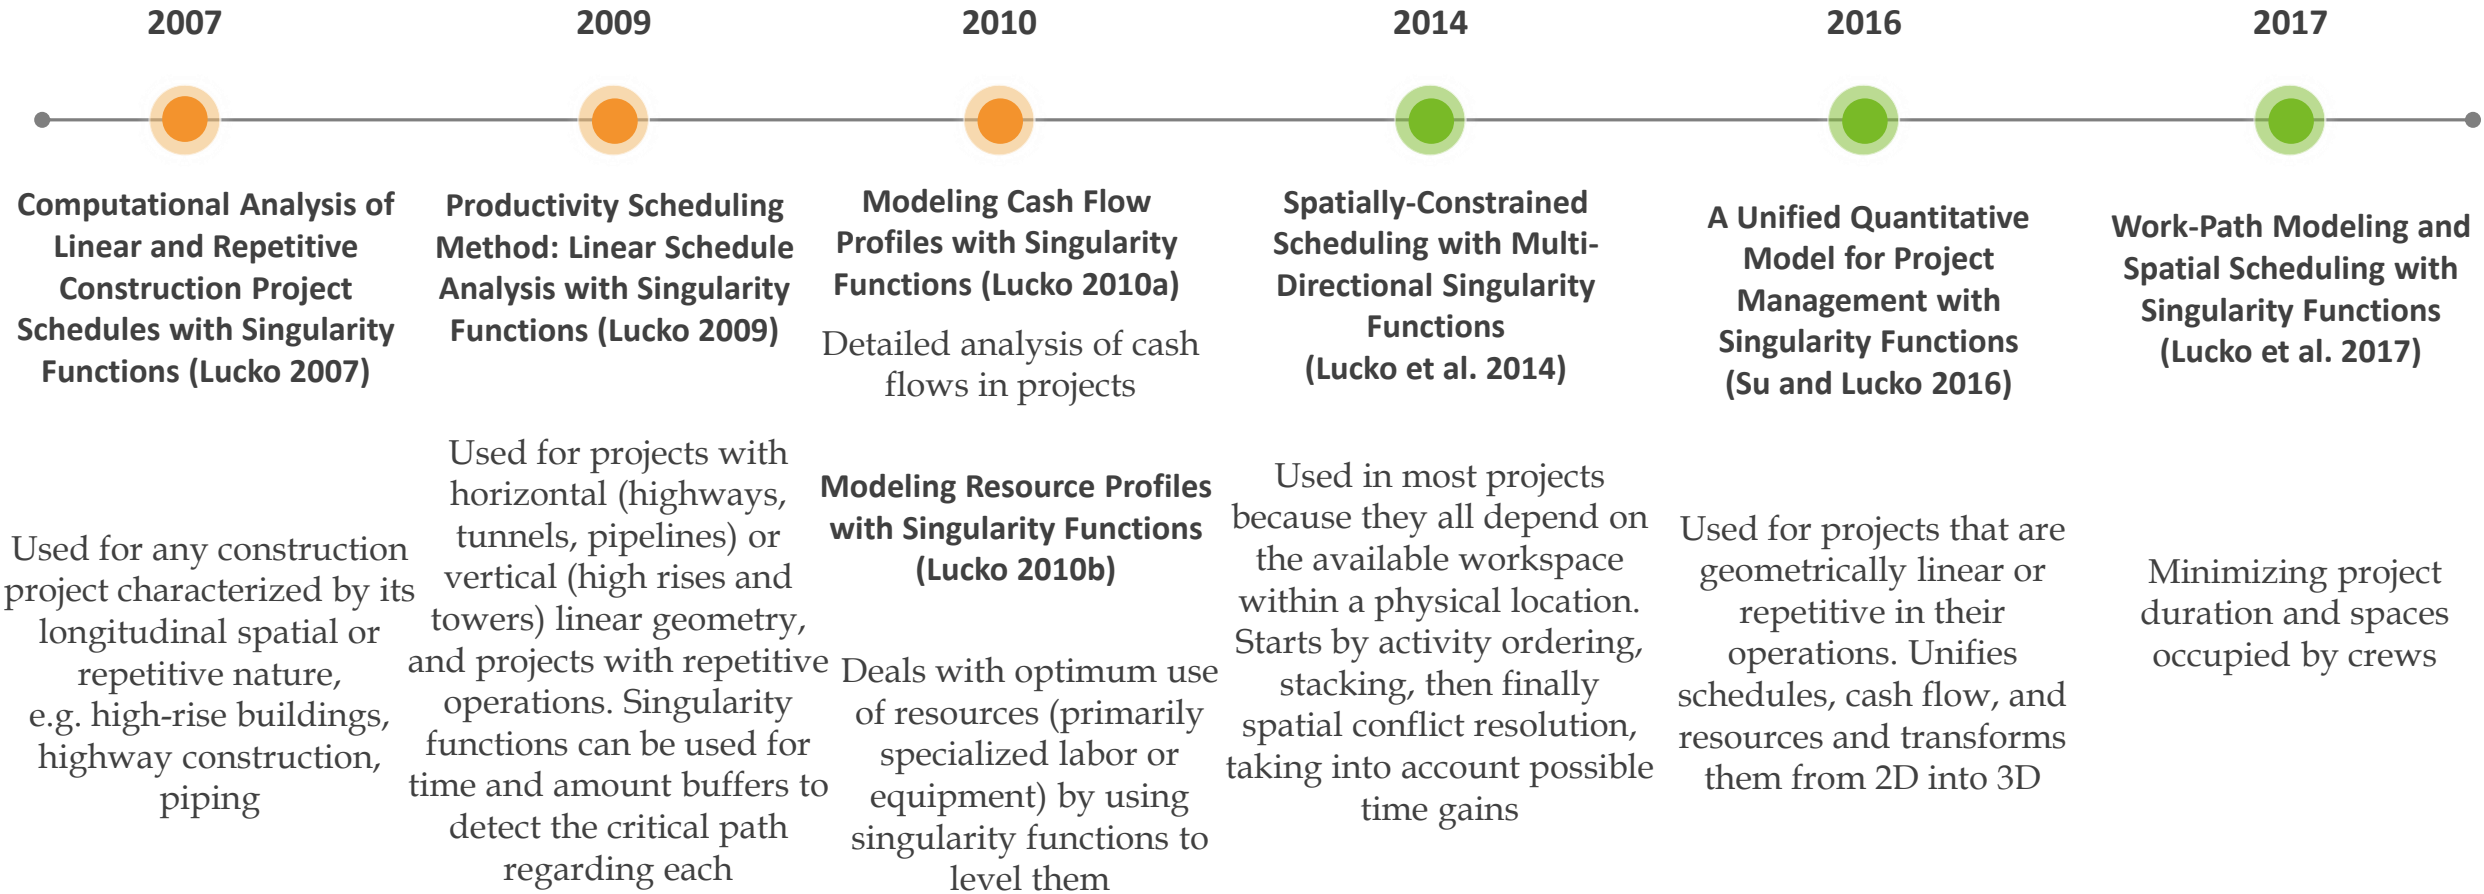 2007
2009
2010
2014
2016
2017
Computational Analysis of
Linear and Repetitive
Construction Project
Schedules with Singularity
Functions (Lucko 2007)
Used for any construction
project characterized by its
longitudinal spatial or
repetitive nature,
e.g. high-rise buildings,
highway construction,
piping
Productivity Scheduling
Method: Linear Schedule
Analysis with Singularity
Functions (Lucko 2009)
Used for projects with
horizontal (highways,
tunnels, pipelines) or
vertical (high rises and
towers) linear geometry,
and projects with repetitive
operations. Singularity
functions can be used for
time and amount buffers to
detect the critical path
regarding each
Modeling Cash Flow
Profiles with Singularity
Functions (Lucko 2010a)
Detailed analysis of cash
flows in projects
Modeling Resource Profiles
with Singularity Functions
(Lucko 2010b)
Deals with optimum use
of resources (primarily
specialized labor or
equipment) by using
singularity functions to
level them
Spatially-Constrained
Scheduling with Multi-
Directional Singularity
Functions
(Lucko et al. 2014)
Used in most projects
because they all depend on
the available workspace
within a physical location.
Starts by activity ordering,
stacking, then finally
spatial conflict resolution,
taking into account possible
time gains
A Unified Quantitative
Model for Project
Management with
Singularity Functions
(Su and Lucko 2016)
Used for projects that are
geometrically linear or
repetitive in their
operations. Unifies
schedules, cash flow, and
resources and transforms
them from 2D into 3D
Work-Path Modeling and
Spatial Scheduling with
Singularity Functions
(Lucko et al. 2017)
Minimizing project
duration and spaces
occupied by crews